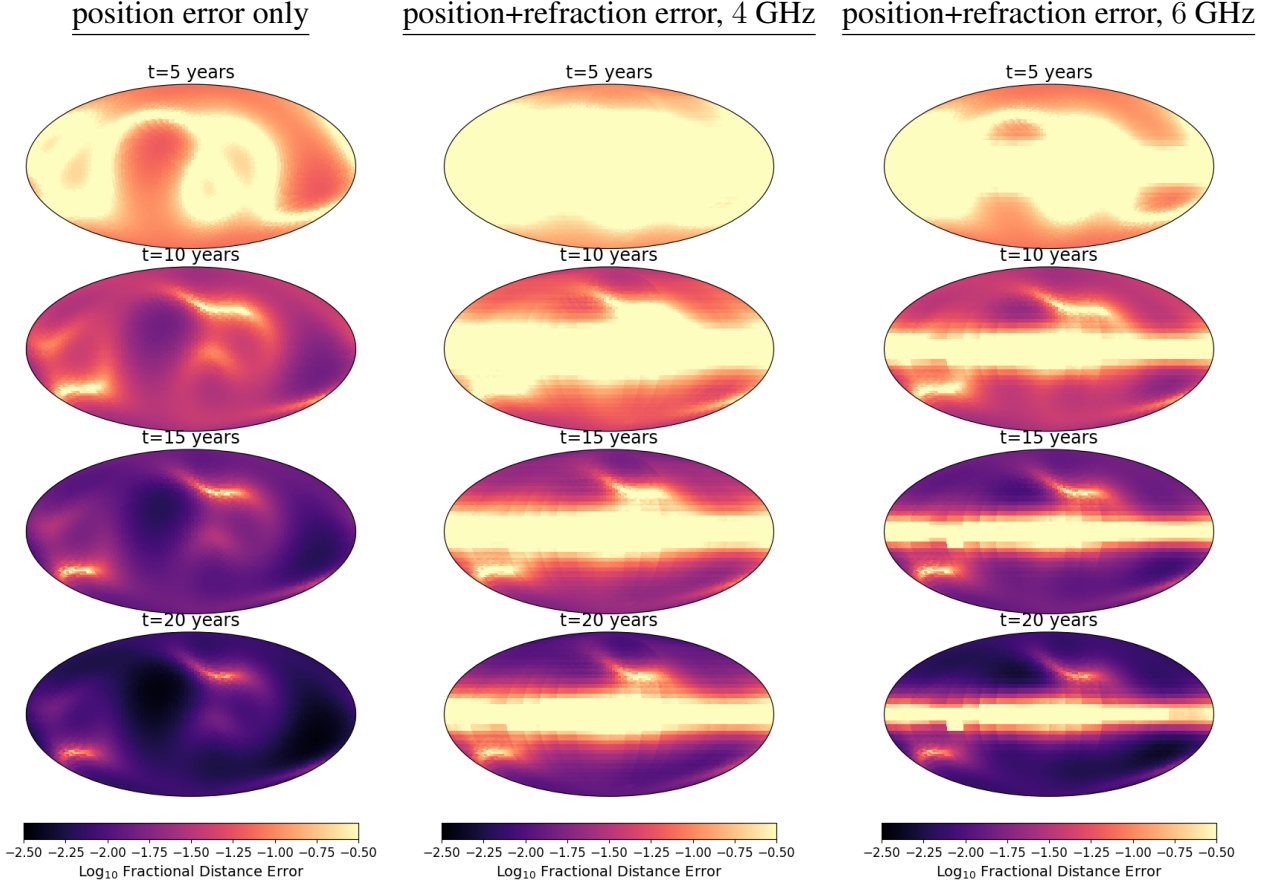 position error only
position+refraction error, 4 GHz
position+refraction error, 6 GHz
t=5 years
t=5 years
t=5 years
t=10 years
t=10 years
t=10 years
t=15 years
t=15 years
t=15 years
t=20 years
t=20 years
t=20 years
−2.50 −2.25 −2.00 −1.75 −1.50 −1.25 −1.00 −0.75 −0.50
−2.50 −2.25 −2.00 −1.75 −1.50 −1.25 −1.00 −0.75 −0.50
−2.50 −2.25 −2.00 −1.75 −1.50 −1.25 −1.00 −0.75 −0.50
Log₁₀ Fractional Distance Error
Log₁₀ Fractional Distance Error
Log₁₀ Fractional Distance Error